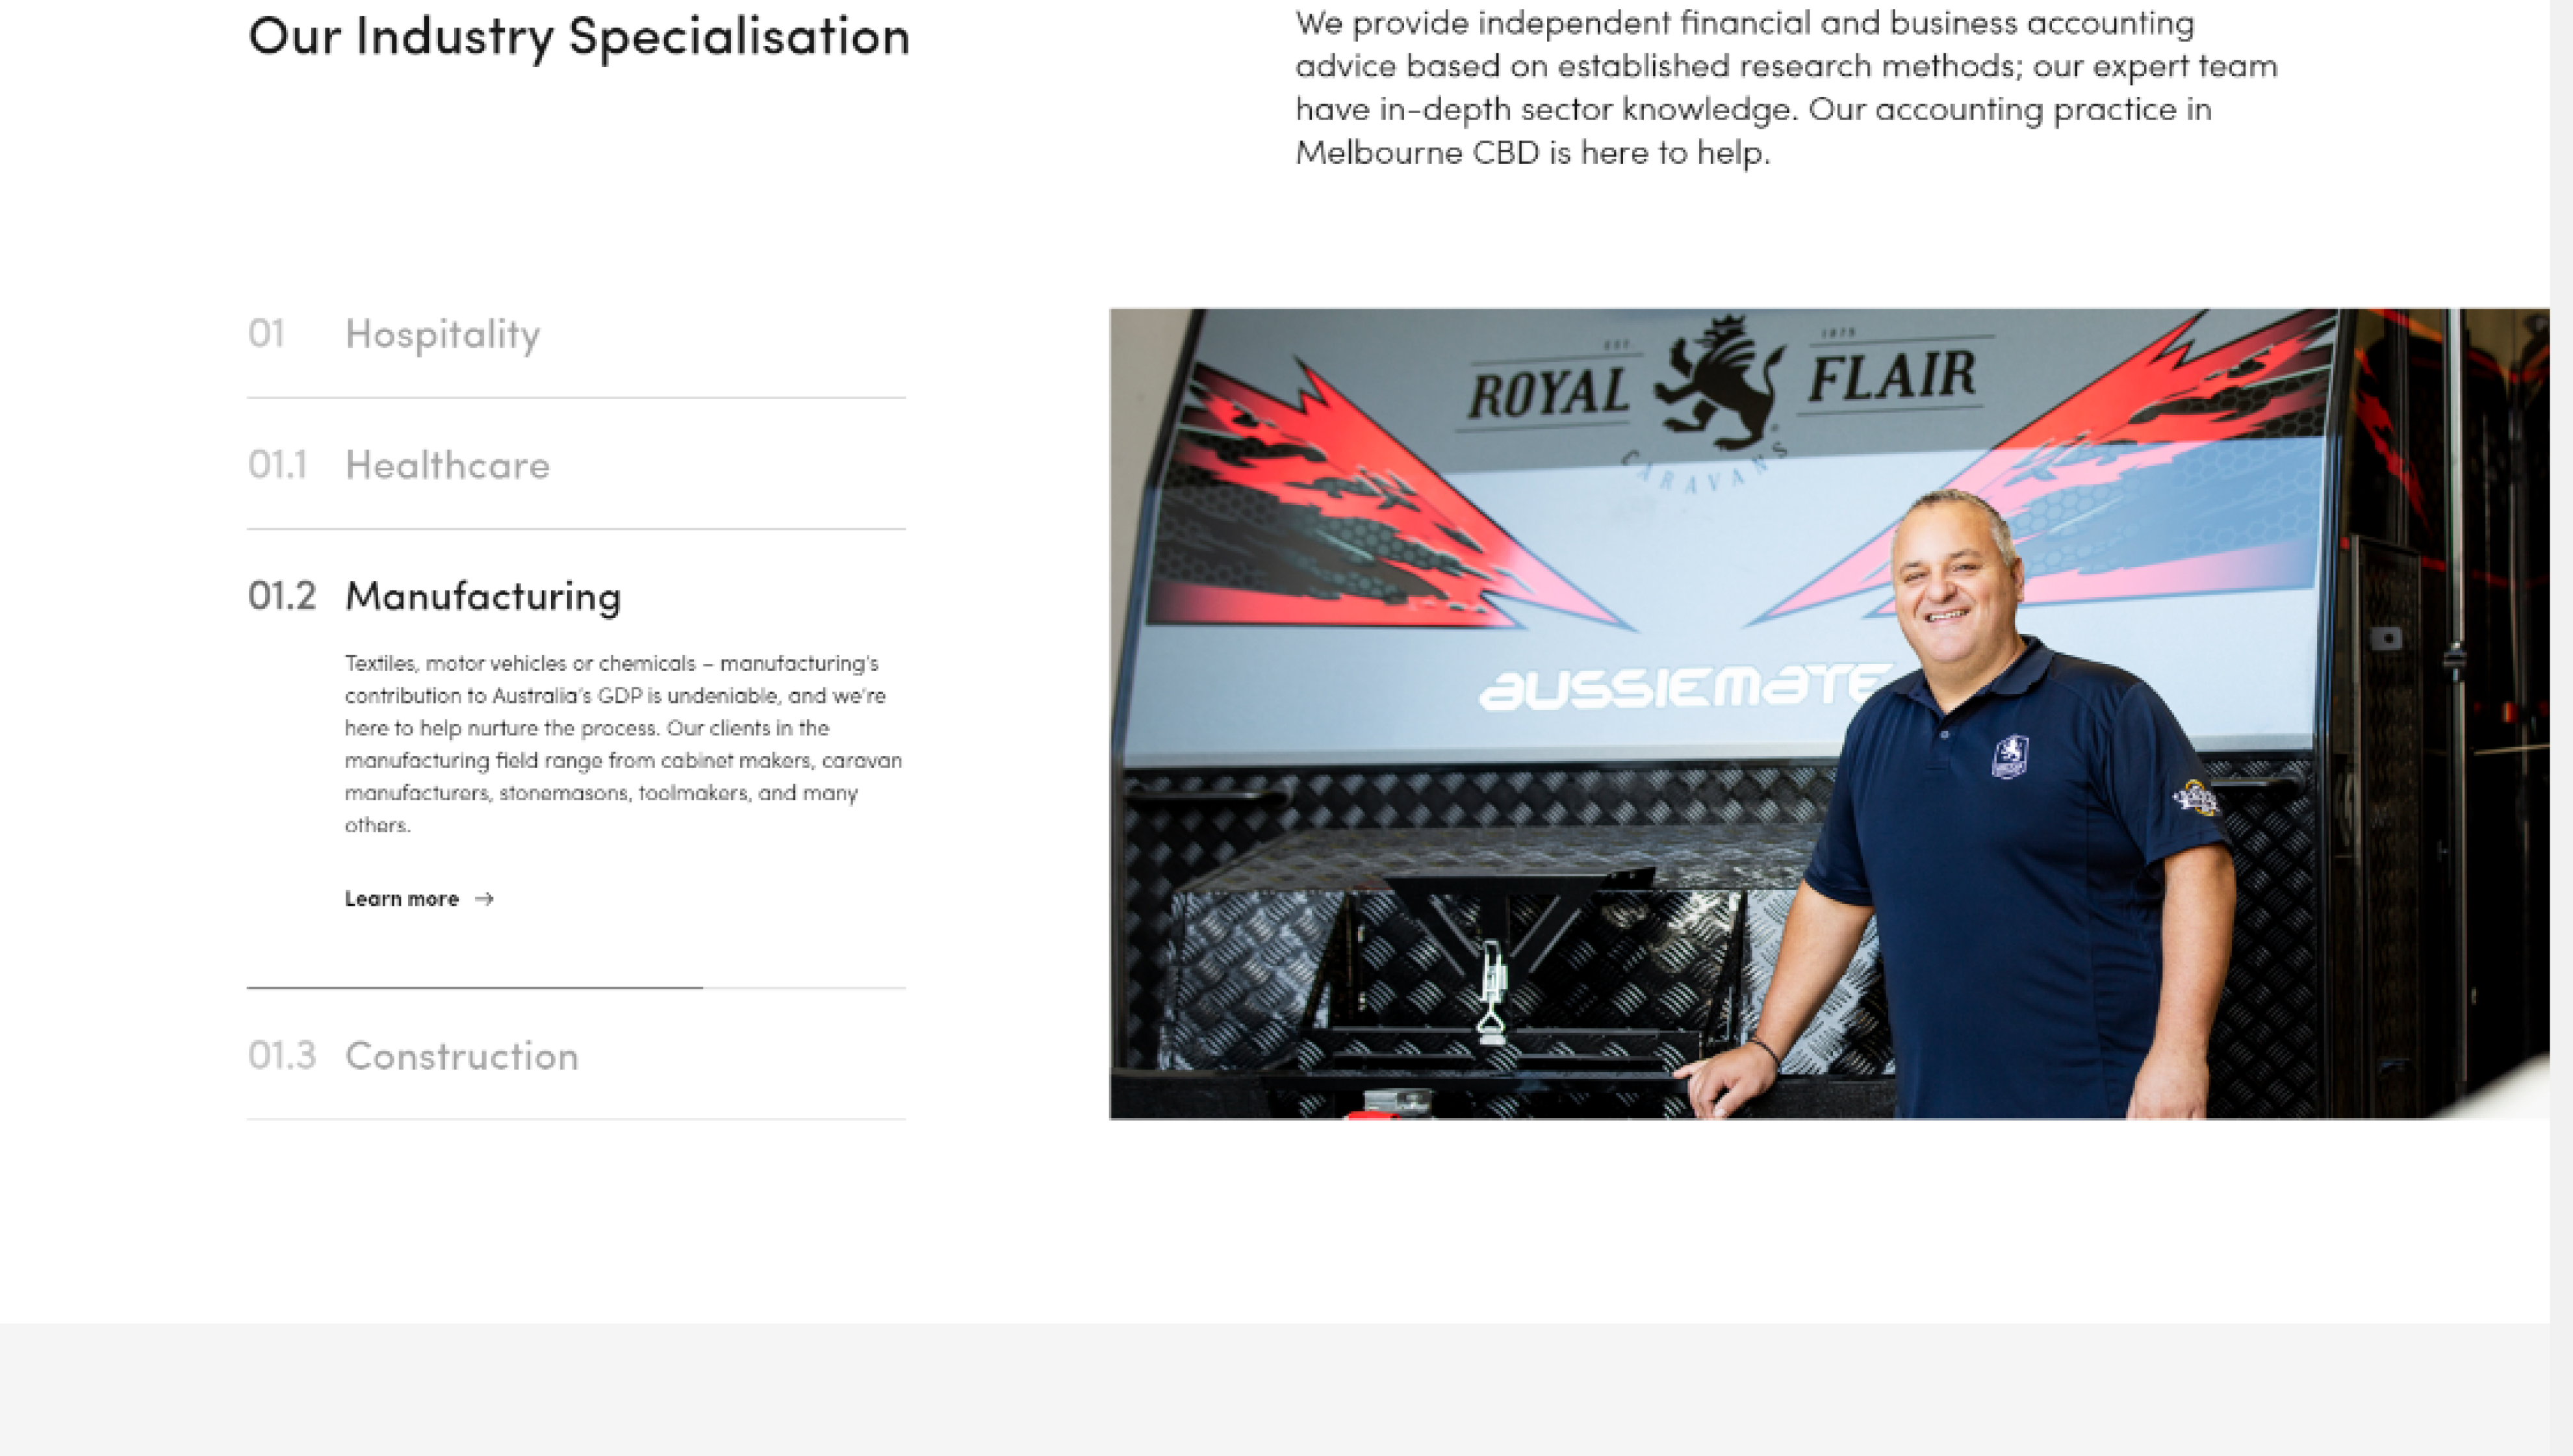 Our Industry Specialisation
We provide independent financial and business accounting
advice based on established research methods; our expert team
have in-depth sector knowledge. Our accounting practice in
Melbourne CBD is here to help.
01 Hospitality
01.1 Healthcare
01.2 Manufacturing
Textiles, motor vehicles or chemicals – manufacturing's
contribution to Australia's GDP is undeniable, and we're
here to help nurture the process. Our clients in the
manufacturing field range from cabinet makers, caravan
manufacturers, stonemasons, toolmakers, and many
others.
Learn more →
01.3 Construction
EST. 1975
ROYAL FLAIR
CARAVANS
AUSSIEMATE